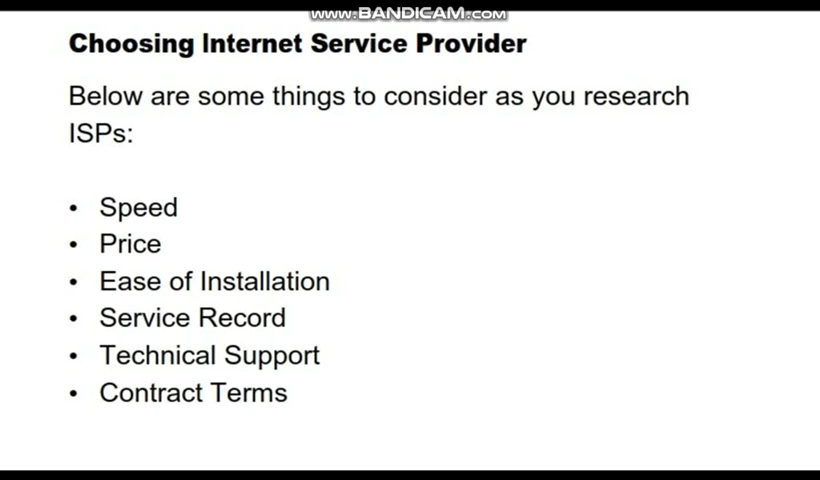 www.BANDICAM.com
Choosing Internet Service Provider
Below are some things to consider as you research
ISPs:
• Speed
• Price
• Ease of Installation
• Service Record
• Technical Support
• Contract Terms